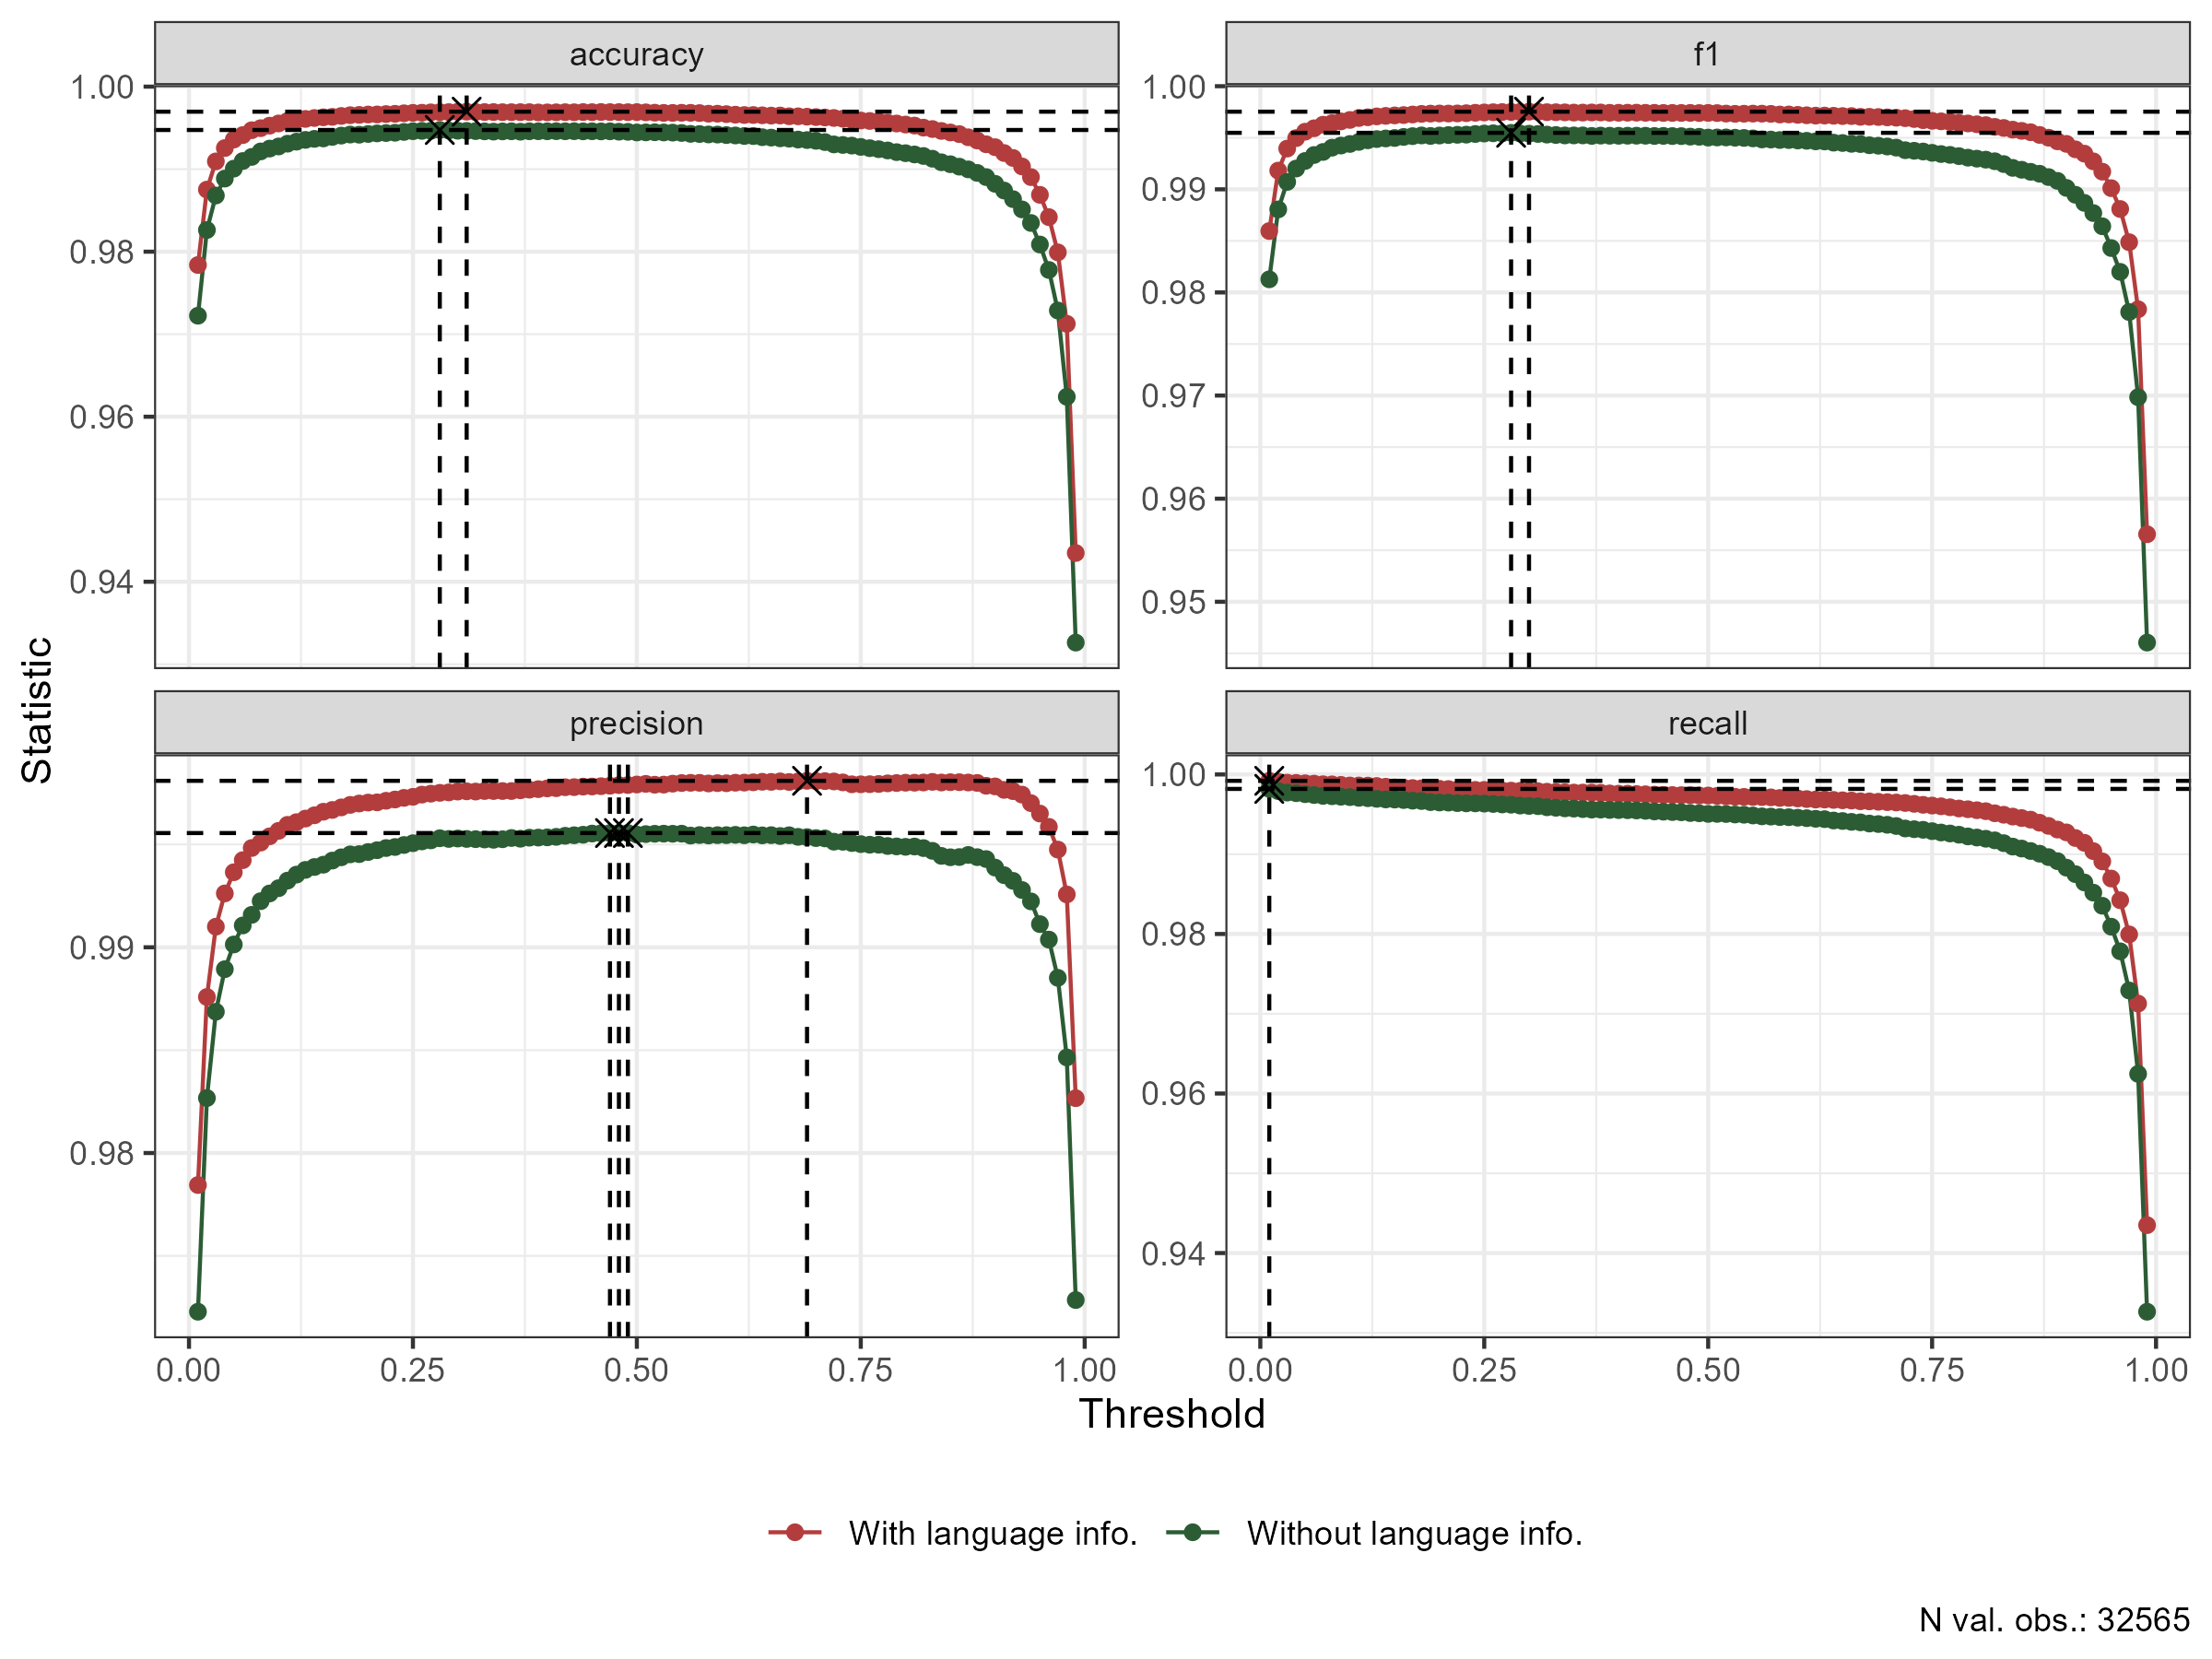 accuracy
f1
1.00
0.98
0.96
0.94
1.00
0.99
0.98
0.97
0.96
0.95
Statistic
precision
recall
0.99
0.98
1.00
0.98
0.96
0.94
0.00 0.25 0.50 0.75 1.00
0.00 0.25 0.50 0.75 1.00
Threshold
With language info. Without language info.
N val. obs.: 32565